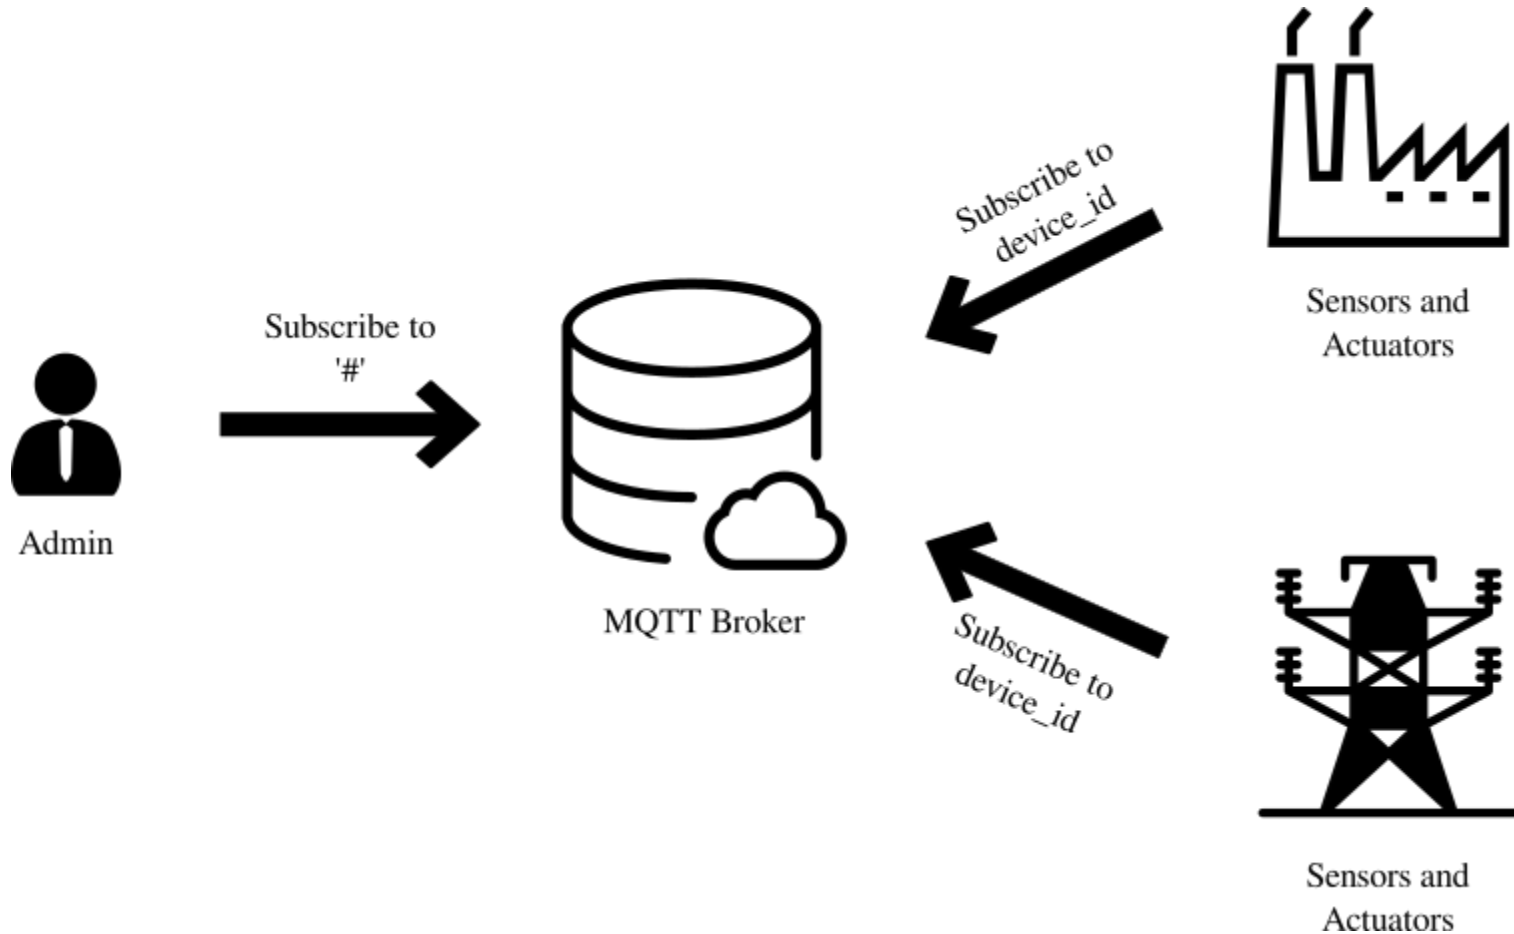 Subscribe to
'#'
Admin
MQTT Broker
Subscribe to
device_id
Sensors and
Actuators
Subscribe to
device_id
Sensors and
Actuators